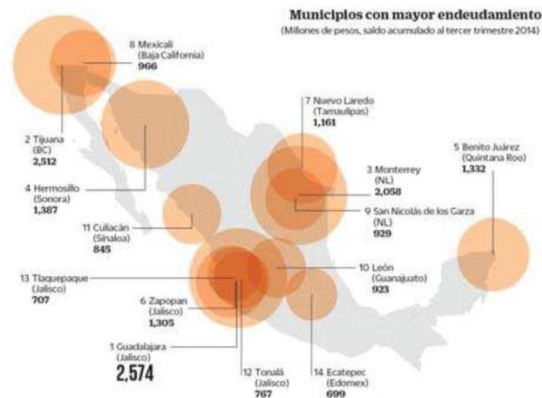 Municipios con mayor endeudamiento
(Millones de pesos, saldo acumulado al tercer trimestre 2014)
8 Mexicali
(Baja California)
966
7 Nuevo Laredo
(Tamaulipas)
1,161
2 Tijuana
(BC)
2,512
5 Benito Juárez
(Quintana Roo)
1,332
3 Monterrey
(NL)
2,058
4 Hermosillo
(Sonora)
1,387
9 San Nicolás de los Garza
(NL)
929
11 Culiacán
(Sinaloa)
845
10 León
(Guanajuato)
923
13 Tlaquepaque
(Jalisco)
707
6 Zapopan
(Jalisco)
1,305
1 Guadalajara
(Jalisco)
2,574
12 Tonalá
(Jalisco)
767
14 Ecatepec
(Edomex)
699